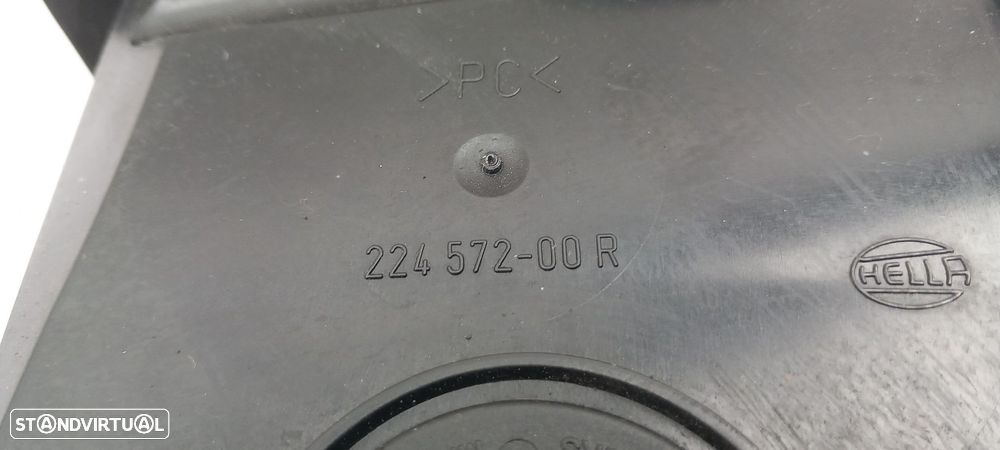 >PC<
224 572-00 R
HELLA
STANDVIRTUAL